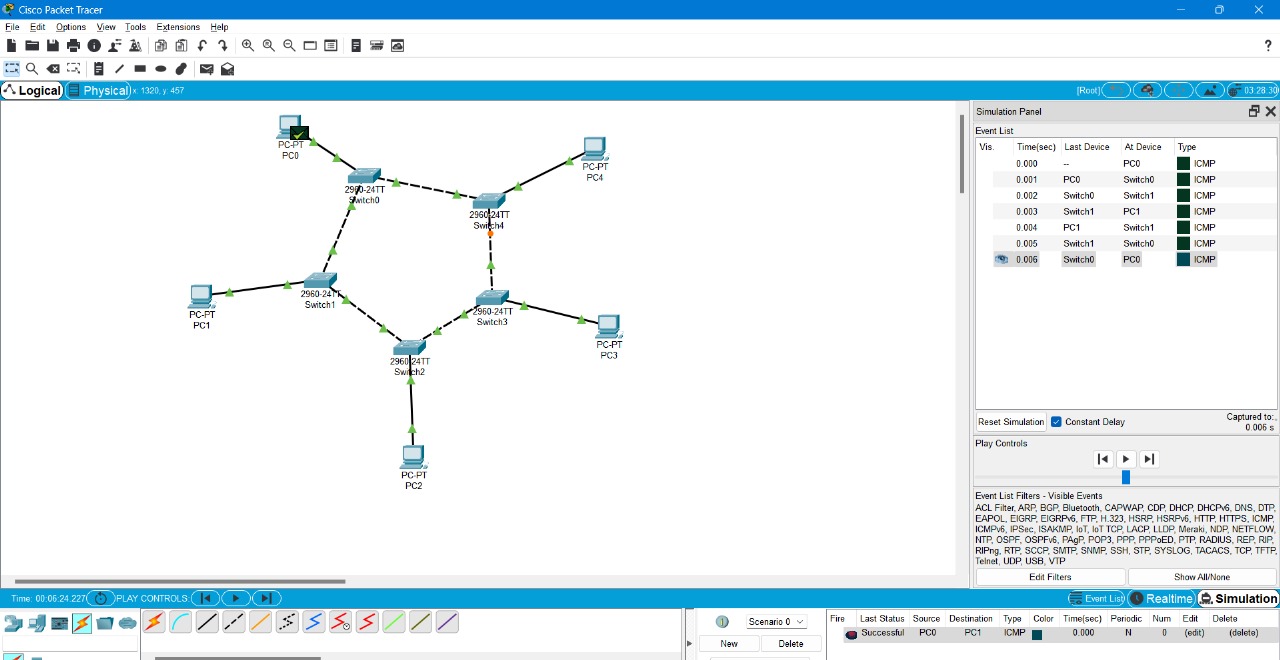 Cisco Packet Tracer
File Edit Options View Tools Extensions Help
?
Logical Physical x: 1320, y: 457 [Root] 03:28:30
PC-PT
PC0
PC-PT
PC4
2960-24TT
Switch0
2960-24TT
Switch4
2960-24TT
Switch1
PC-PT
PC1
2960-24TT
Switch3
PC-PT
PC3
2960-24TT
Switch2
PC-PT
PC2
Simulation Panel
Event List
Vis. Time(sec) Last Device At Device Type
0.000 -- PC0 ICMP
0.001 PC0 Switch0 ICMP
0.002 Switch0 Switch1 ICMP
0.003 Switch1 PC1 ICMP
0.004 PC1 Switch1 ICMP
0.005 Switch1 Switch0 ICMP
0.006 Switch0 PC0 ICMP
Reset Simulation Constant Delay Captured to:
0.006 s
Play Controls
Event List Filters - Visible Events
ACL Filter, ARP, BGP, Bluetooth, CAPWAP, CDP, DHCP, DHCPv6, DNS, DTP,
EAPOL, EIGRP, EIGRPv6, FTP, H.323, HSRP, HSRPv6, HTTP, HTTPS, ICMP,
ICMPv6, IPSec, ISAKMP, IoT, IoT TCP, LACP, LLDP, Meraki, NDP, NETFLOW,
NTP, OSPF, OSPFv6, PAgP, POP3, PPP, PPPoED, PTP, RADIUS, REP, RIP,
RIPng, RTP, SCCP, SMTP, SNMP, SSH, STP, SYSLOG, TACACS, TCP, TFTP,
Telnet, UDP, USB, VTP
Edit Filters Show All/None
Time: 00:06:24.227 PLAY CONTROLS: Event List Realtime Simulation
Scenario 0
New Delete
Fire Last Status Source Destination Type Color Time(sec) Periodic Num Edit Delete
Successful PC0 PC1 ICMP 0.000 N 0 (edit) (delete)